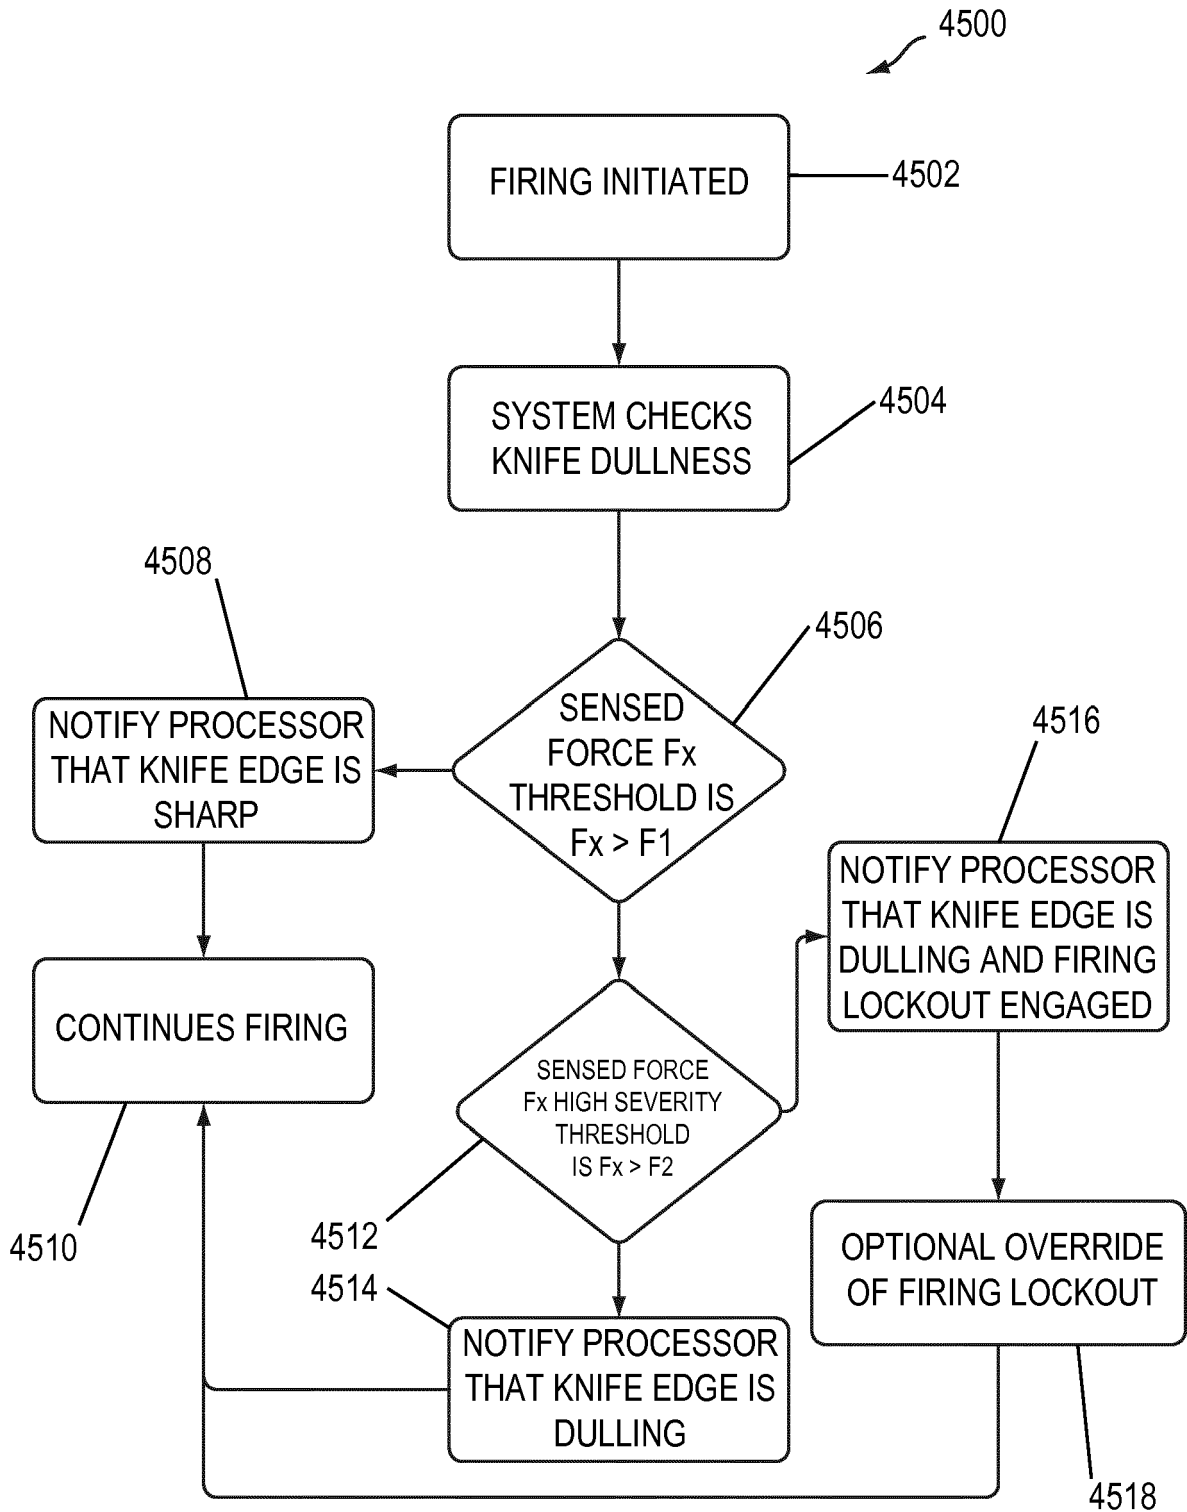 4500
FIRING INITIATED
4502
SYSTEM CHECKS
KNIFE DULLNESS
4504
4508
4506
NOTIFY PROCESSOR
THAT KNIFE EDGE IS
SHARP
SENSED
FORCE Fx
THRESHOLD IS
Fx > F1
4516
NOTIFY PROCESSOR
THAT KNIFE EDGE IS
DULLING AND FIRING
LOCKOUT ENGAGED
CONTINUES FIRING
4510
SENSED FORCE
Fx HIGH SEVERITY
THRESHOLD
IS Fx > F2
4512
4514
OPTIONAL OVERRIDE
OF FIRING LOCKOUT
NOTIFY PROCESSOR
THAT KNIFE EDGE IS
DULLING
4518